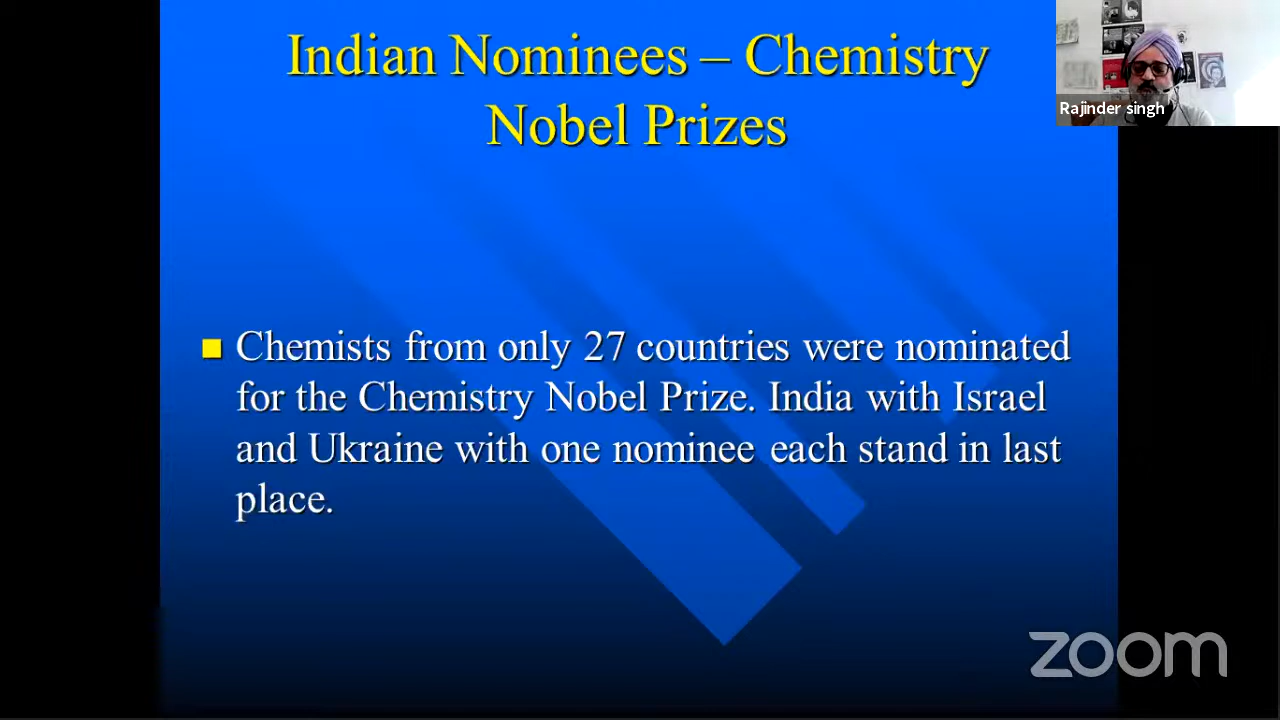 Indian Nominees – Chemistry
Nobel Prizes
Rajinder singh
Chemists from only 27 countries were nominated
for the Chemistry Nobel Prize. India with Israel
and Ukraine with one nominee each stand in last
place.
zoom